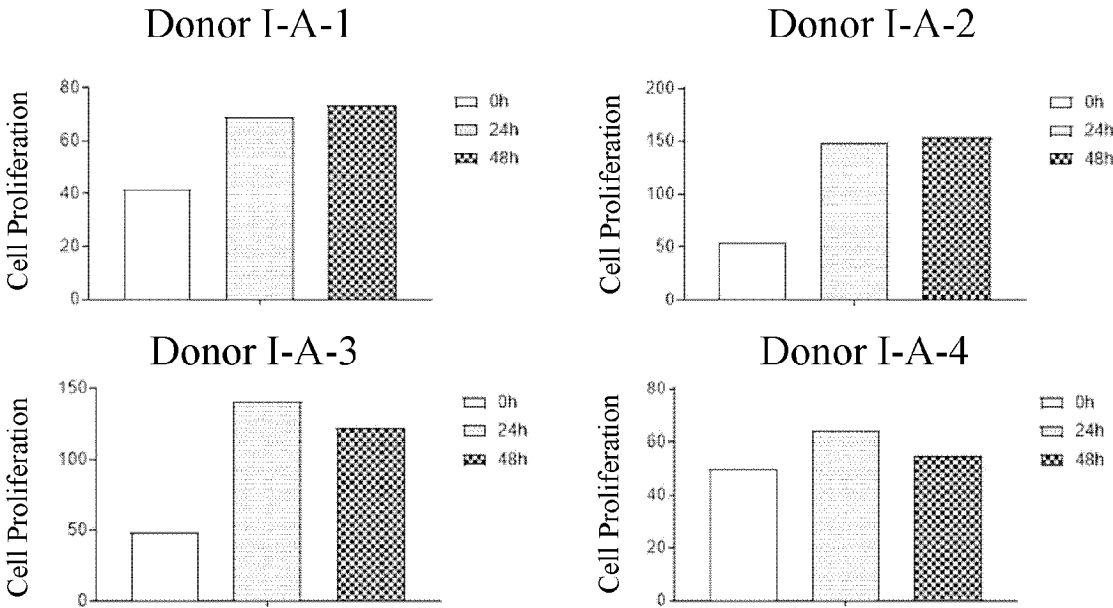 Donor I-A-1
Cell Proliferation
80
60
40
20
0
0h
24h
48h
Donor I-A-2
Cell Proliferation
200
150
100
50
0
0h
24h
48h
Donor I-A-3
Cell Proliferation
150
100
50
0
0h
24h
48h
Donor I-A-4
Cell Proliferation
80
60
40
20
0
0h
24h
48h